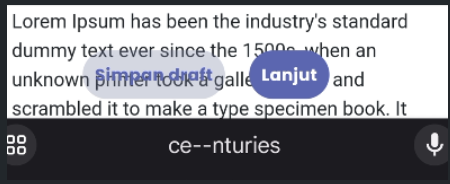 Lorem Ipsum has been the industry's standard
dummy text ever since the 1500s, when an
unknown printer took a galle and
Simpan draft
Lanjut
scrambled it to make a type specimen book. It
ce--nturies